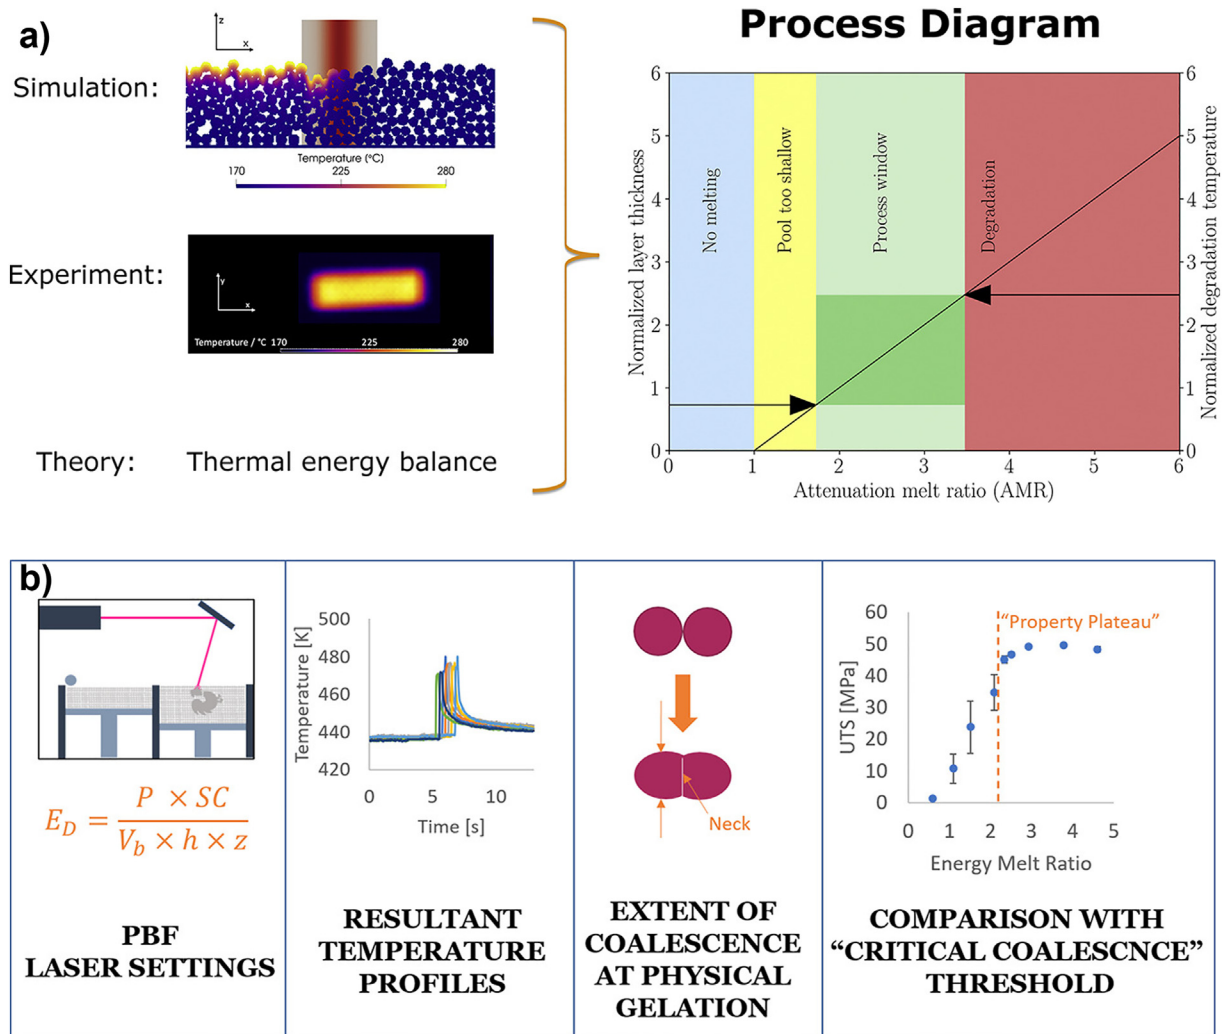 a)
Simulation:
z
x
Temperature (°C)
170 225 280
Experiment:
y
x
Temperature / °C 170 225 280
Theory: Thermal energy balance
Process Diagram
Normalized layer thickness
6
5
4
3
2
1
0
No melting
Pool too shallow
Process window
Degradation
6
5
4
3
2
1
0
Normalized degradation temperature
0 1 2 3 4 5 6
Attenuation melt ratio (AMR)
b)
E_D = P × SC / V_b × h × z
PBF
LASER SETTINGS
Temperature [K]
500
480
460
440
420
0 5 10
Time [s]
RESULTANT
TEMPERATURE
PROFILES
Neck
EXTENT OF
COALESCENCE
AT PHYSICAL
GELATION
UTS [MPa]
60
50
40
30
20
10
0
"Property Plateau"
0 1 2 3 4 5
Energy Melt Ratio
COMPARISON WITH
"CRITICAL COALESCNCE"
THRESHOLD